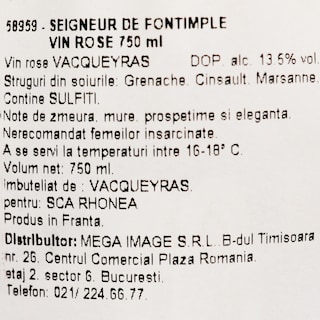 58959 - SEIGNEUR DE FONTIMPLE
VIN ROSE 750 ml
Vin rose VACQUEYRAS DOP. alc. 13.5% vol.
Struguri din soiurile: Grenache, Cinsault, Marsanne.
Contine SULFITI.
Note de zmeura, mure, prospetime si eleganta.
Nerecomandat femeilor insarcinate.
A se servi la temperaturi intre 16-18° C.
Volum net: 750 ml.
Imbuteliat de : VACQUEYRAS.
pentru: SCA RHONEA
Produs in Franta.
Distribuitor: MEGA IMAGE S.R.L. B-dul Timisoara
nr. 26, Centrul Comercial Plaza Romania,
etaj 2, sector 6, Bucuresti,
Telefon: 021/ 224.66.77.